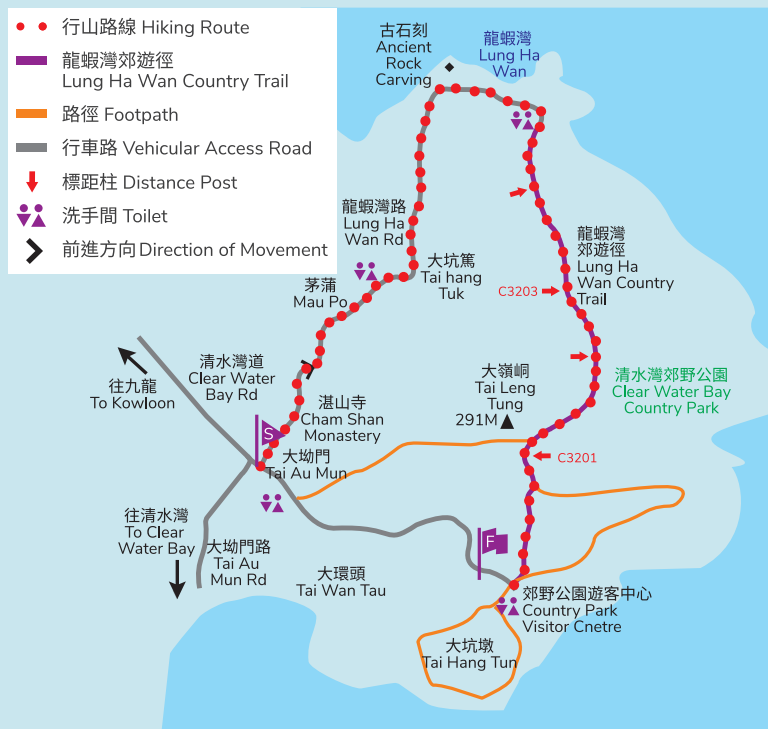 行山路線 Hiking Route
龍蝦灣郊遊徑
Lung Ha Wan Country Trail
路徑 Footpath
行車路 Vehicular Access Road
標距柱 Distance Post
洗手間 Toilet
前進方向 Direction of Movement
古石刻
Ancient
Rock
Carving
龍蝦灣
Lung Ha
Wan
龍蝦灣路
Lung Ha
Wan Rd
大坑篤
Tai hang
Tuk
龍蝦灣
郊遊徑
Lung Ha
Wan Country
Trail
C3203
茅蒲
Mau Po
往九龍
To Kowloon
清水灣道
Clear Water
Bay Rd
湛山寺
Cham Shan
Monastery
大嶺峒
Tai Leng
Tung
291M
清水灣郊野公園
Clear Water Bay
Country Park
S
大坳門
Tai Au Mun
C3201
往清水灣
To Clear
Water Bay
大坳門路
Tai Au
Mun Rd
大環頭
Tai Wan Tau
F
郊野公園遊客中心
Country Park
Visitor Cnetre
大坑墩
Tai Hang Tun